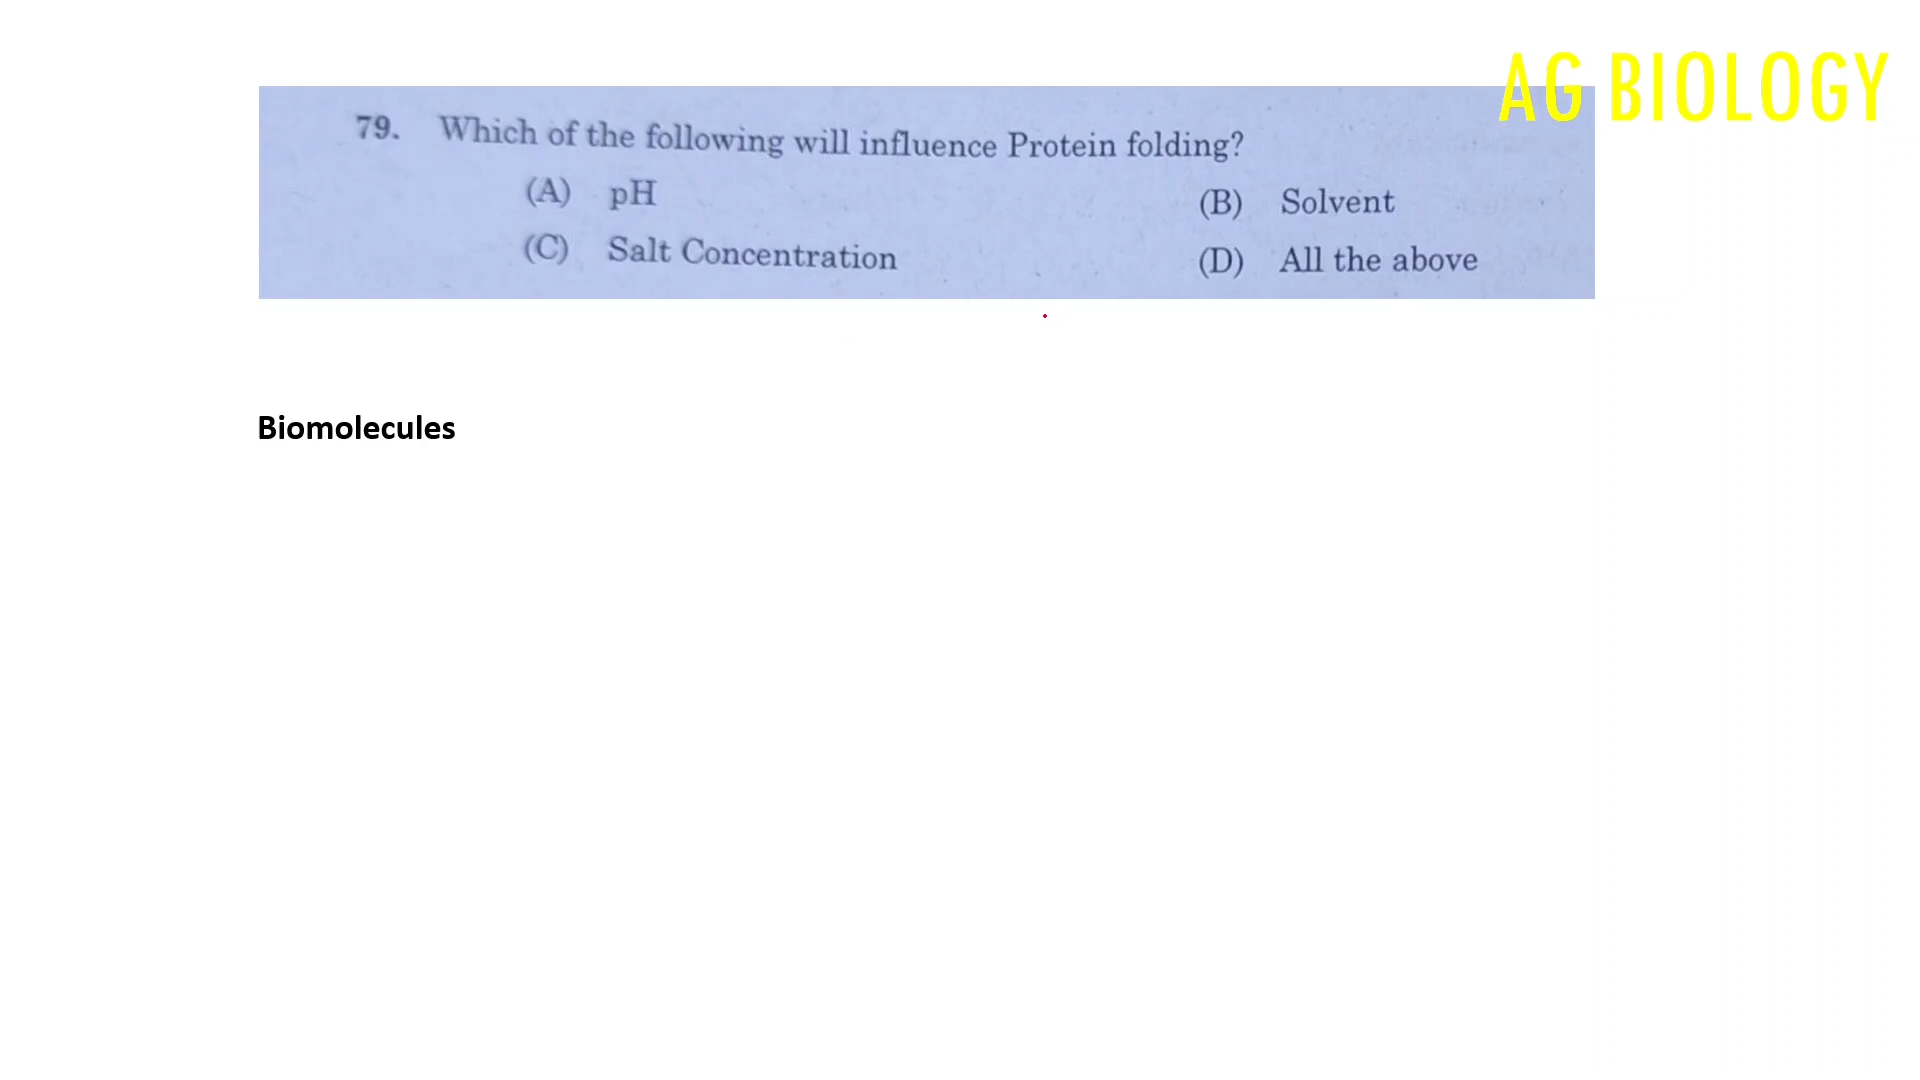 AG BIOLOGY
79. Which of the following will influence Protein folding?
(A) pH (B) Solvent
(C) Salt Concentration (D) All the above
Biomolecules